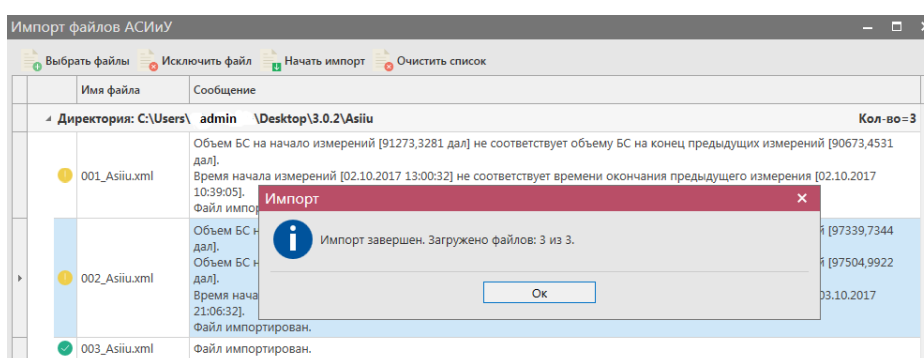 Импорт файлов АСИиУ
Выбрать файлы Исключить файл Начать импорт Очистить список
Имя файла Сообщение
Директория: C:\Users\ admin \Desktop\3.0.2\Asiiu Кол-во=3
001_Asiiu.xml
Объем БС на начало измерений [91273,3281 дал] не соответствует объему БС на конец предыдущих измерений [90673,4531
дал].
Время начала измерений [02.10.2017 13:00:32] не соответствует времени окончания предыдущего измерения [02.10.2017
10:39:05].
Файл
Импорт
Импорт завершен. Загружено файлов: 3 из 3.
Ок
002_Asiiu.xml
Объем БС [97339,7344
дал].
Объем БС [97504,9922
дал].
Время 03.10.2017
21:06:32].
Файл импортирован.
003_Asiiu.xml Файл импортирован.